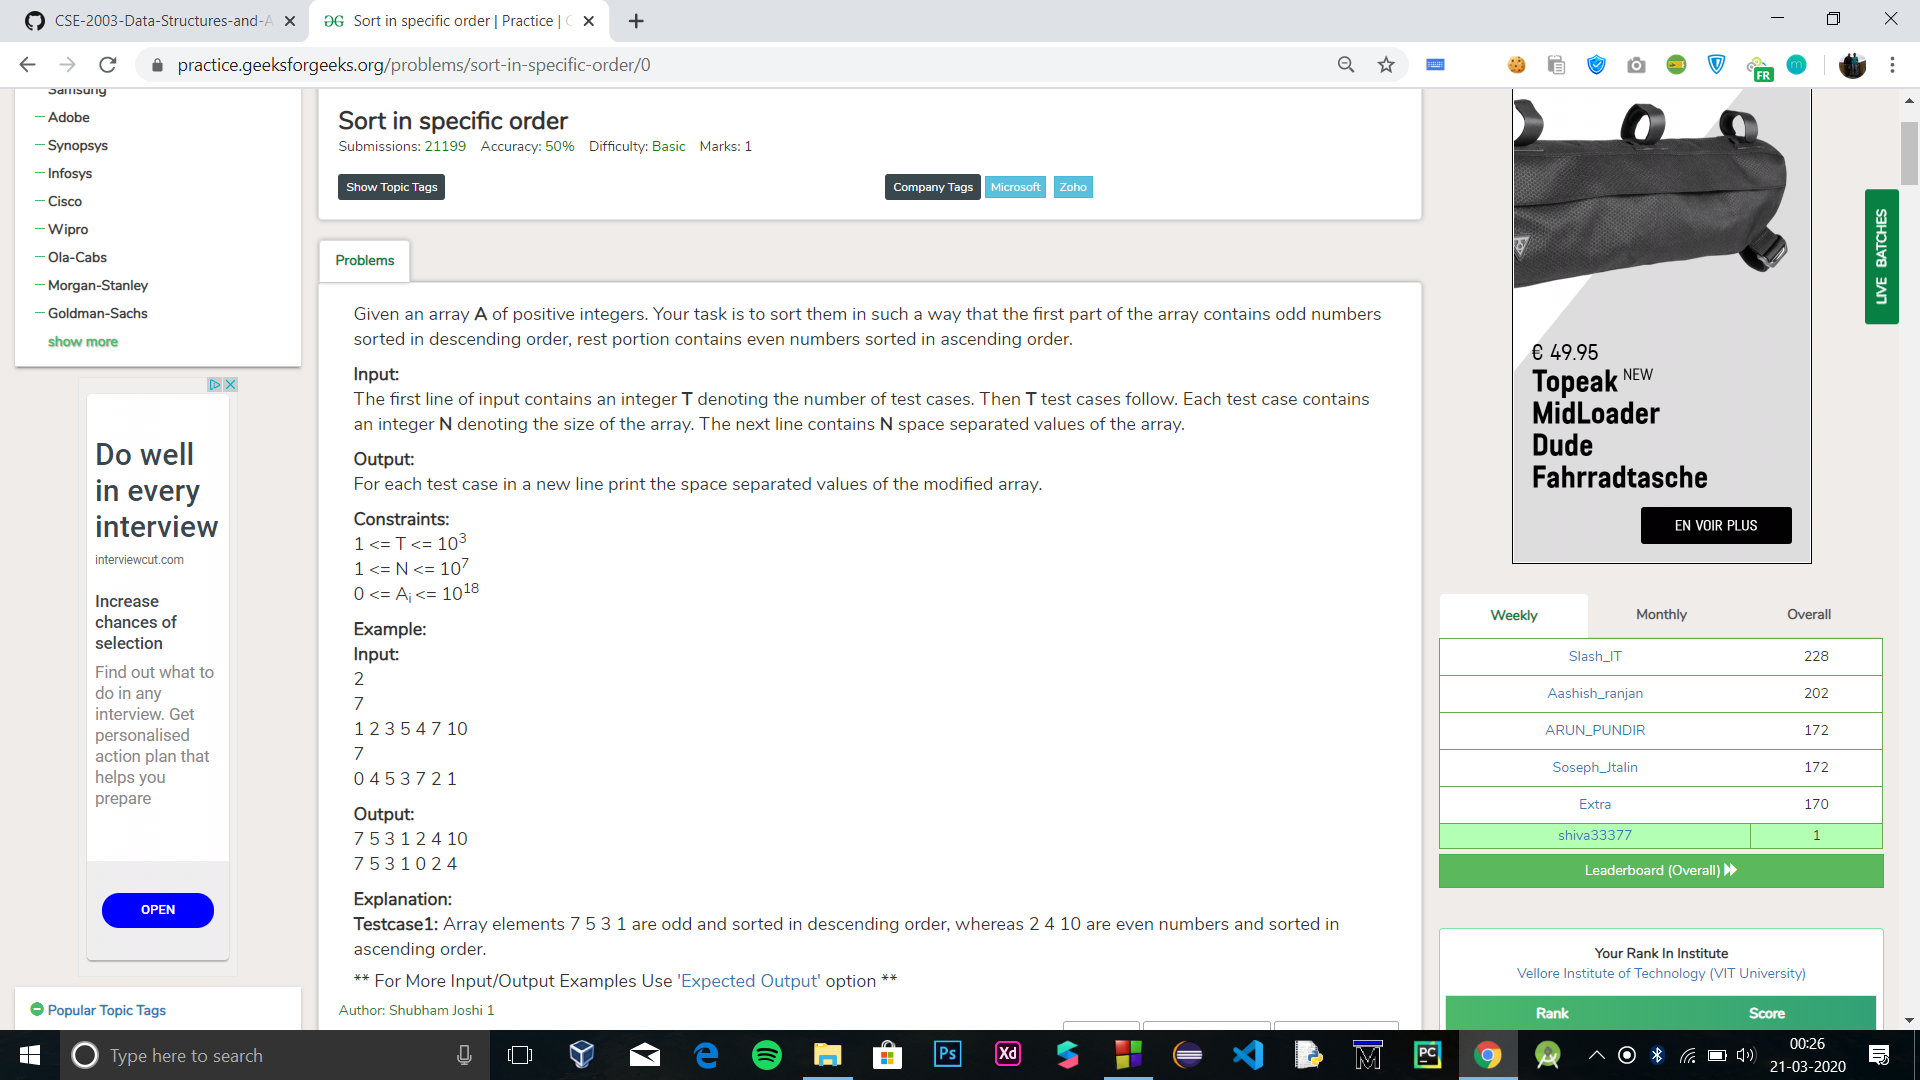 CSE-2003-Data-Structures-and-A
Sort in specific order | Practice |
practice.geeksforgeeks.org/problems/sort-in-specific-order/0
FR
Samsung
Adobe
Synopsys
Infosys
Cisco
Wipro
Ola-Cabs
Morgan-Stanley
Goldman-Sachs
show more
Do well
in every
interview
interviewcut.com
Increase
chances of
selection
Find out what to
do in any
interview. Get
personalised
action plan that
helps you
prepare
OPEN
Popular Topic Tags
Sort in specific order
Submissions: 21199 Accuracy: 50% Difficulty: Basic Marks: 1
Show Topic Tags
Company Tags Microsoft Zoho
Problems
Given an array A of positive integers. Your task is to sort them in such a way that the first part of the array contains odd numbers
sorted in descending order, rest portion contains even numbers sorted in ascending order.
Input:
The first line of input contains an integer T denoting the number of test cases. Then T test cases follow. Each test case contains
an integer N denoting the size of the array. The next line contains N space separated values of the array.
Output:
For each test case in a new line print the space separated values of the modified array.
Constraints:
1 <= T <= 10³
1 <= N <= 10⁷
0 <= Aᵢ <= 10¹⁸
Example:
Input:
2
7
1 2 3 5 4 7 10
7
0 4 5 3 7 2 1
Output:
7 5 3 1 2 4 10
7 5 3 1 0 2 4
Explanation:
Testcase1: Array elements 7 5 3 1 are odd and sorted in descending order, whereas 2 4 10 are even numbers and sorted in
ascending order.
** For More Input/Output Examples Use 'Expected Output' option **
Author: Shubham Joshi 1
€ 49.95
Topeak NEW
MidLoader
Dude
Fahrradtasche
EN VOIR PLUS
LIVE BATCHES
Weekly Monthly Overall
Slash_IT 228
Aashish_ranjan 202
ARUN_PUNDIR 172
Soseph_Jtalin 172
Extra 170
shiva33377 1
Leaderboard (Overall)
Your Rank In Institute
Vellore Institute of Technology (VIT University)
Rank Score
Type here to search
Ps
Xd
PC
00:26
21-03-2020